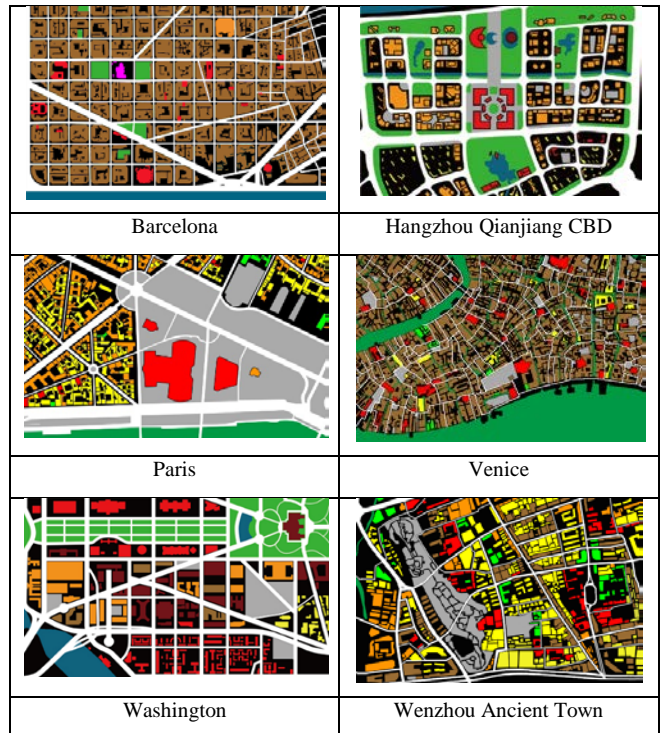 Barcelona
Hangzhou Qianjiang CBD
Paris
Venice
Washington
Wenzhou Ancient Town